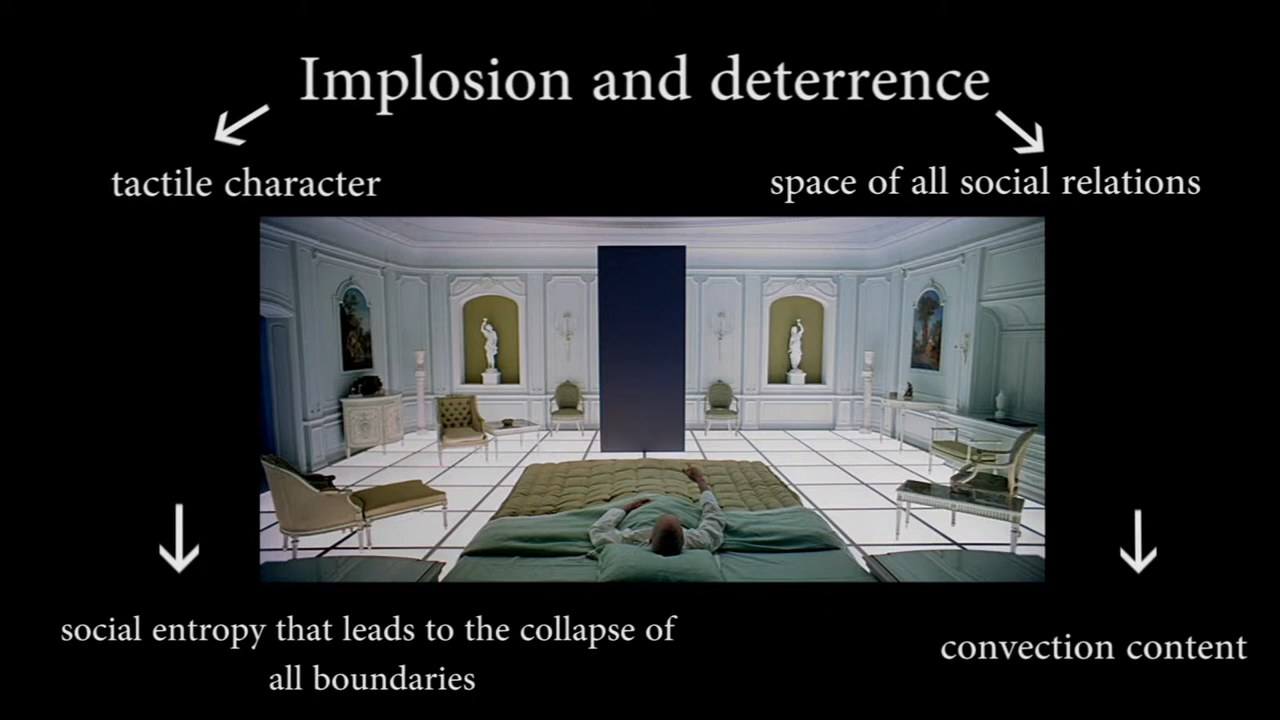 Implosion and deterrence
tactile character
space of all social relations
social entropy that leads to the collapse of
all boundaries
convection content